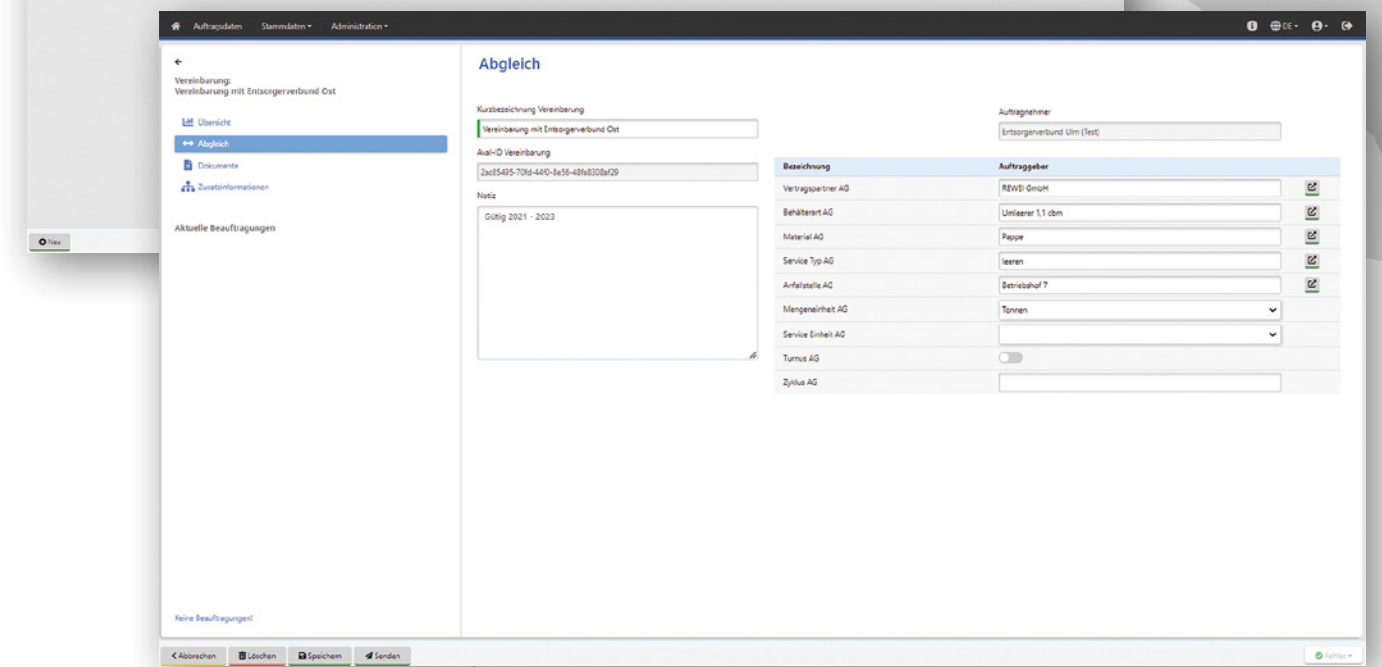 Auftragsdaten Stammdaten Administration DE
Vereinbarung:
Vereinbarung mit Entsorgerverbund Ost
Übersicht
Abgleich
Dokumente
Zusatzinformationen
Aktuelle Beauftragungen
Keine Beauftragungen!
Abgleich
Kurzbezeichnung Vereinbarung
Vereinbarung mit Entsorgerverbund Ost
Aval-ID Vereinbarung
2ac85495-70fd-44f0-8e56-48fa8308af29
Notiz
Gütig 2021 - 2023
Auftragnehmer
Entsorgerverbund Ulm (Test)
Bezeichnung Auftraggeber
Vertragspartner AG REWEI GmbH
Behälterart AG Umleerer 1,1 cbm
Material AG Pappe
Service Typ AG leeren
Anfallstelle AG Betriebshof 7
Mengeneinheit AG Tonnen
Service Einheit AG
Turnus AG
Zyklus AG
Neu
Abbrechen Löschen Speichern Senden Fehler